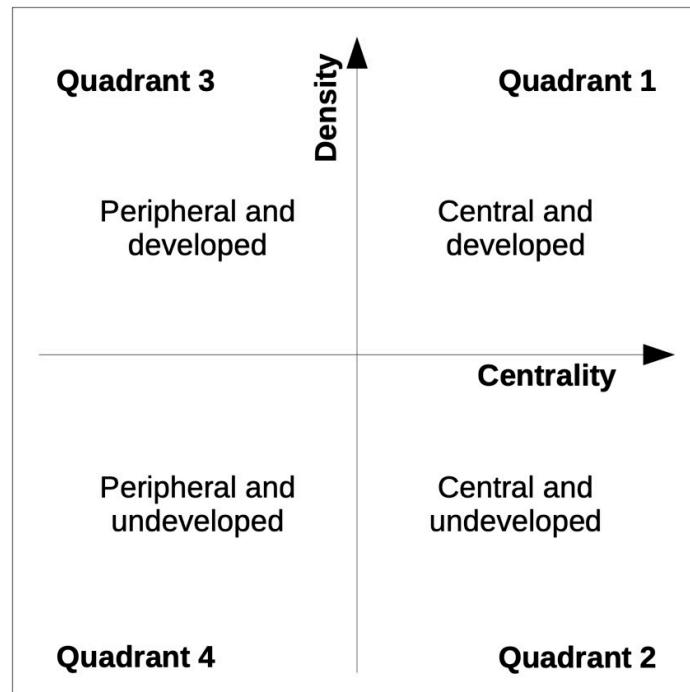 Quadrant 3
Density
Quadrant 1
Peripheral and
developed
Central and
developed
Centrality
Peripheral and
undeveloped
Central and
undeveloped
Quadrant 4
Quadrant 2